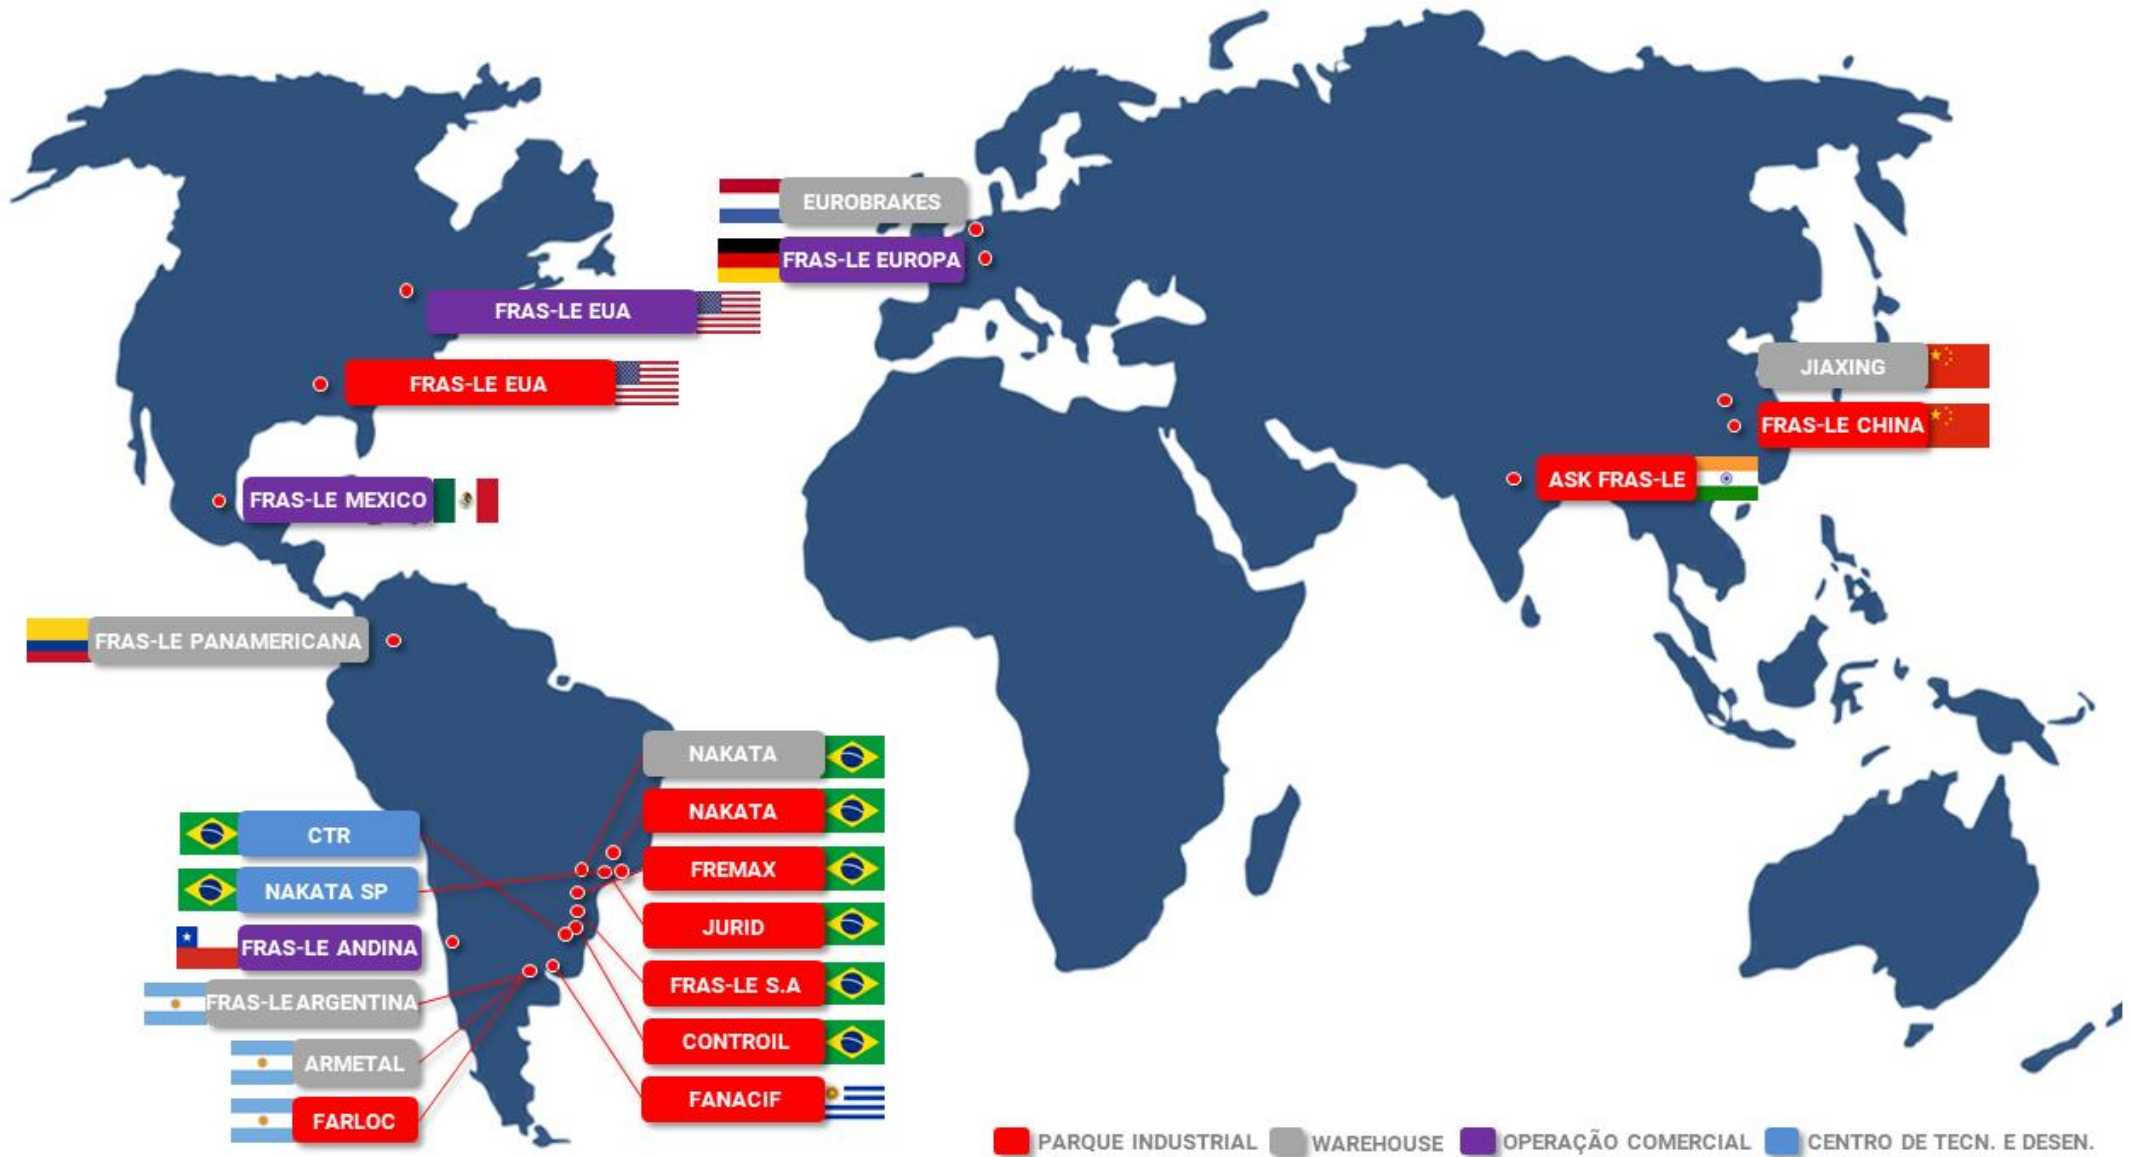 EUROBRAKES
FRAS-LE EUROPA
FRAS-LE EUA
FRAS-LE EUA
JIAXING
FRAS-LE CHINA
ASK FRAS-LE
FRAS-LE MEXICO
FRAS-LE PANAMERICANA
NAKATA
NAKATA
FREMAX
JURID
FRAS-LE S.A
CONTROIL
FANACIF
CTR
NAKATA SP
FRAS-LE ANDINA
FRAS-LE ARGENTINA
ARMETAL
FARLOC
PARQUE INDUSTRIAL WAREHOUSE OPERAÇÃO COMERCIAL CENTRO DE TECN. E DESEN.